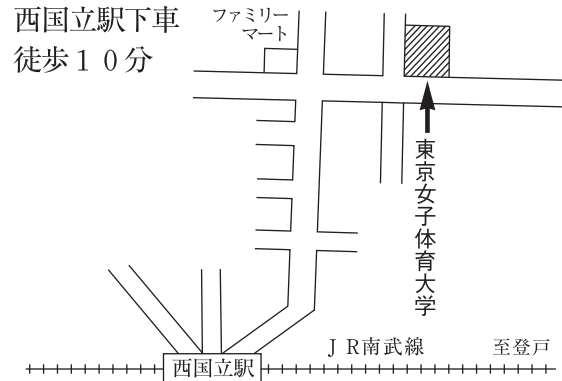 西国立駅下車
徒歩１０分
ファミリー
マート
東京女子体育大学
ＪＲ南武線
至登戸
西国立駅